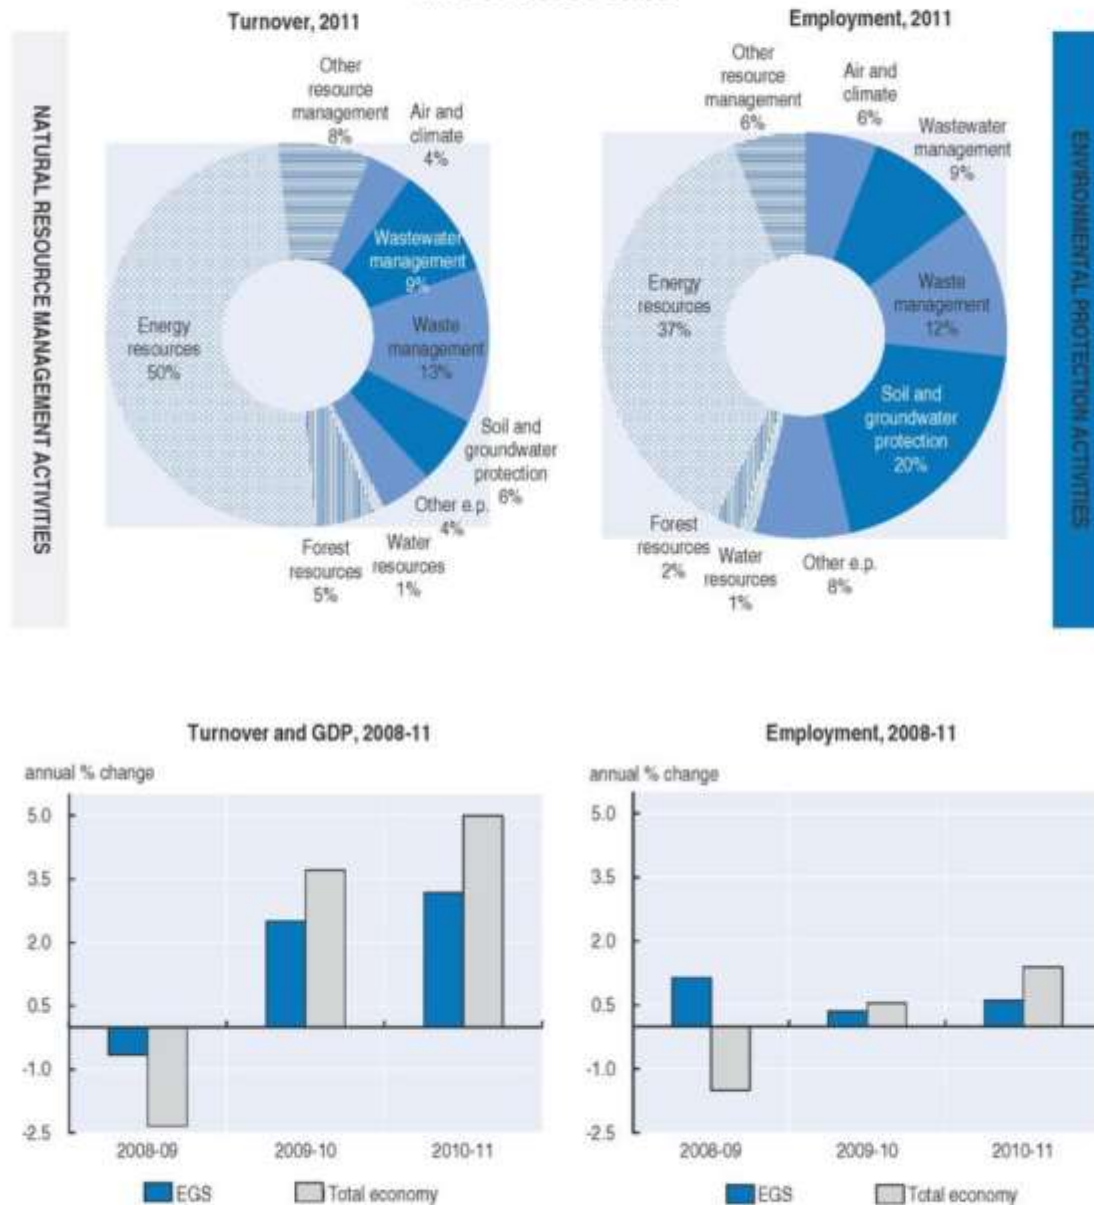 Turnover, 2011
Employment, 2011
NATURAL RESOURCE MANAGEMENT ACTIVITIES
Other
resource
management
8%
Air and
climate
4%
Wastewater
management
9%
Waste
management
13%
Soil and
groundwater
protection
6%
Other e.p.
4%
Water
resources
1%
Forest
resources
5%
Energy
resources
50%
Other
resource
management
6%
Air and
climate
6%
Wastewater
management
9%
Waste
management
12%
Soil and
groundwater
protection
20%
Other e.p.
8%
Water
resources
1%
Forest
resources
2%
Energy
resources
37%
ENVIRONMENTAL PROTECTION ACTIVITIES
Turnover and GDP, 2008-11
annual % change
5.0
3.5
2.0
0.5
-1.0
-2.5
2008-09
2009-10
2010-11
EGS
Total economy
Employment, 2008-11
annual % change
5.0
3.5
2.0
0.5
-1.0
-2.5
2008-09
2009-10
2010-11
EGS
Total economy